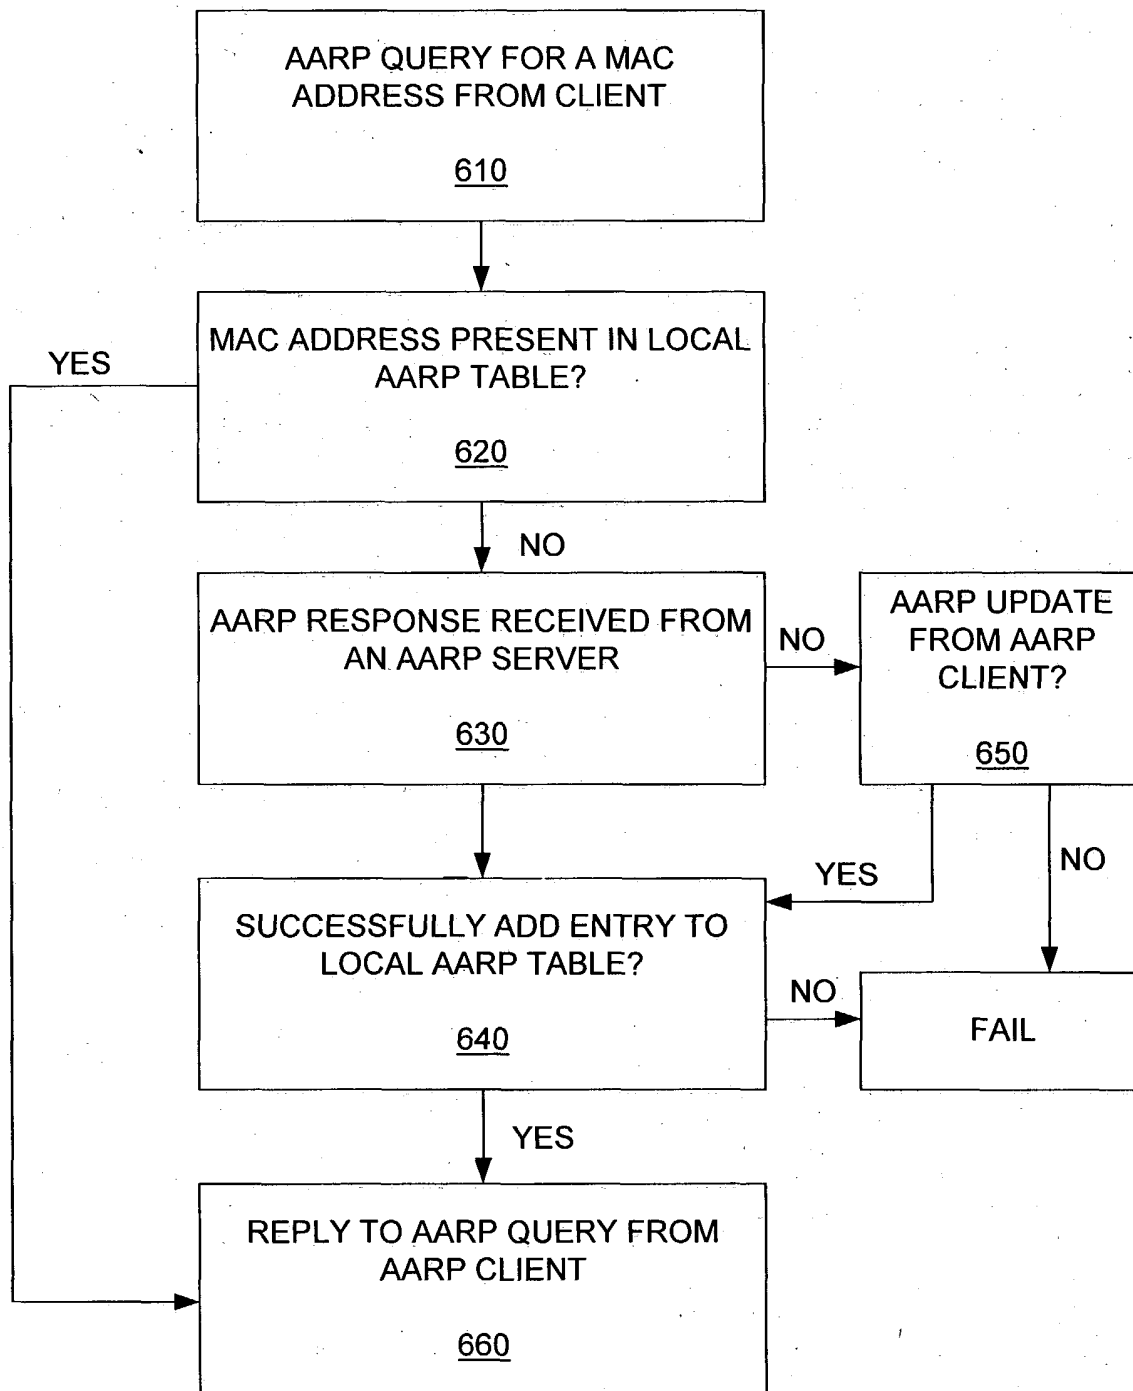 AARP QUERY FOR A MAC
ADDRESS FROM CLIENT
610
MAC ADDRESS PRESENT IN LOCAL
AARP TABLE?
620
YES
NO
AARP RESPONSE RECEIVED FROM
AN AARP SERVER
630
NO
AARP UPDATE
FROM AARP
CLIENT?
650
YES
NO
SUCCESSFULLY ADD ENTRY TO
LOCAL AARP TABLE?
640
NO
FAIL
YES
REPLY TO AARP QUERY FROM
AARP CLIENT
660